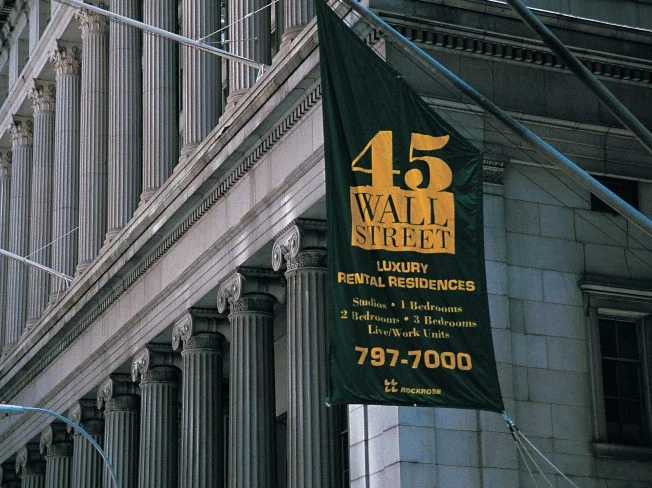 45
WALL
STREET
LUXURY
RENTAL RESIDENCES
Studios • 1 Bedrooms
2 Bedrooms • 3 Bedrooms
Live/Work Units
797-7000
ROCKROSE